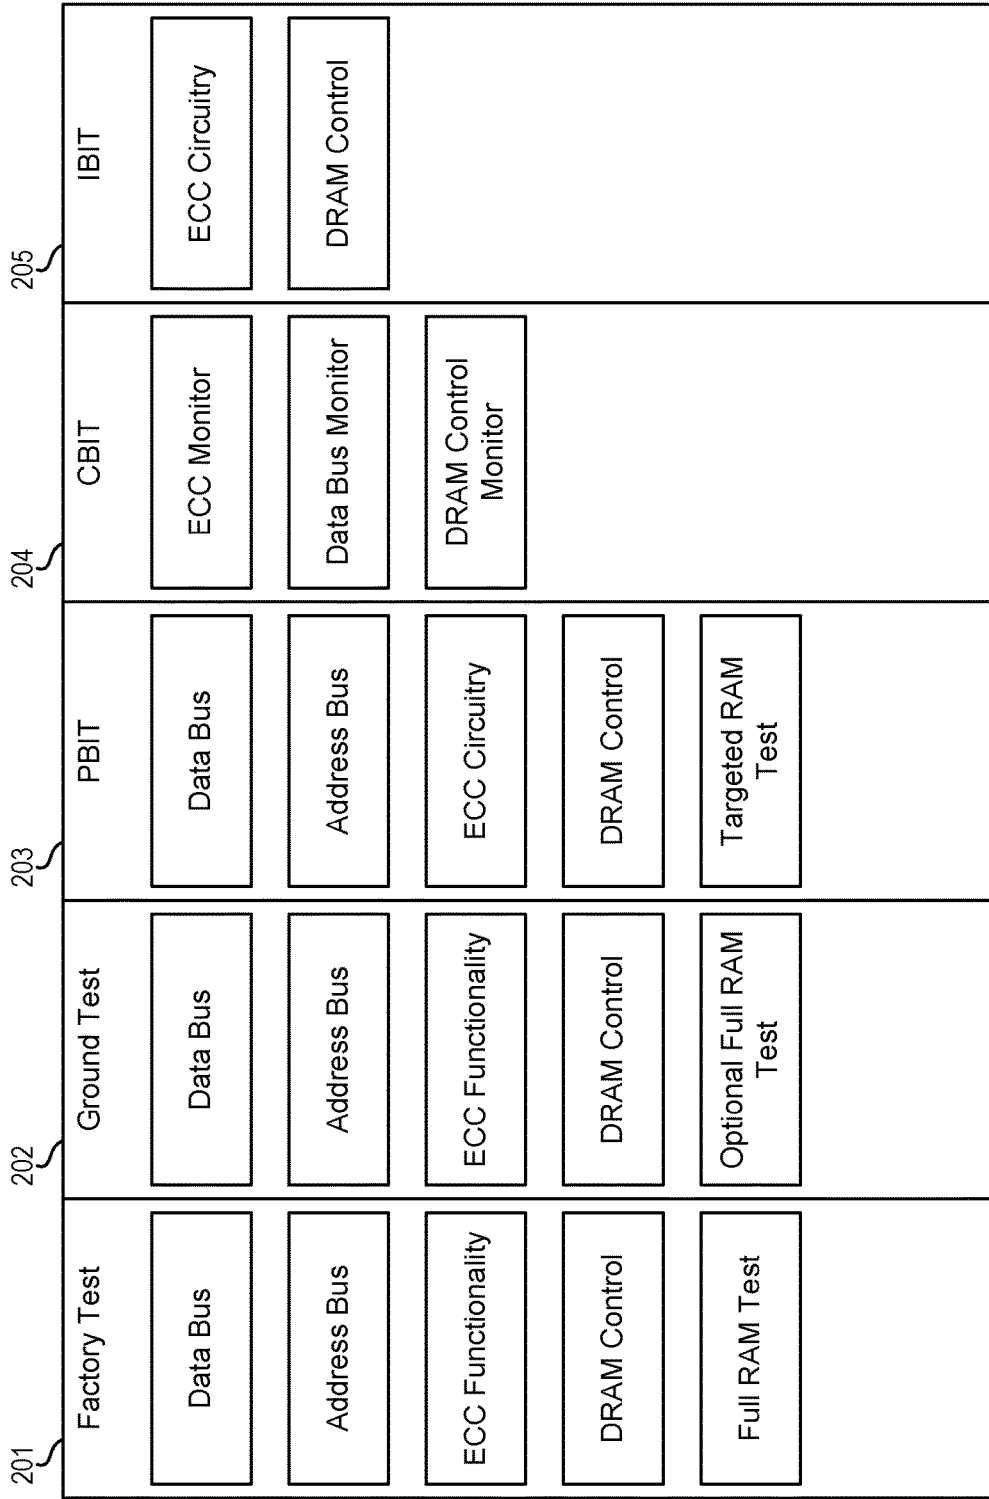 201
Factory Test
Data Bus
Address Bus
ECC Functionality
DRAM Control
Full RAM Test
202
Ground Test
Data Bus
Address Bus
ECC Functionality
DRAM Control
Optional Full RAM
Test
203
PBIT
Data Bus
Address Bus
ECC Circuitry
DRAM Control
Targeted RAM
Test
204
CBIT
ECC Monitor
Data Bus Monitor
DRAM Control
Monitor
205
IBIT
ECC Circuitry
DRAM Control